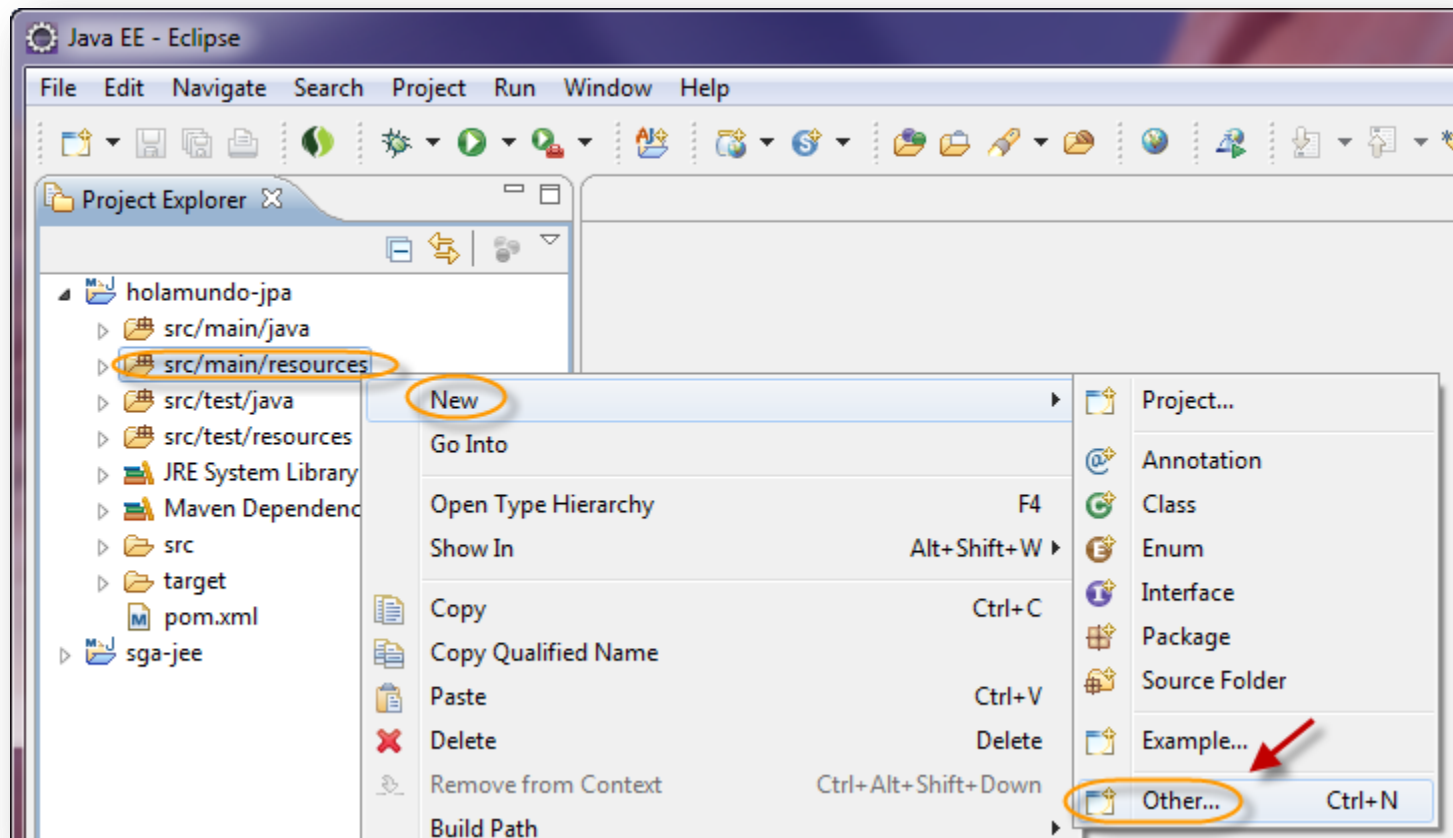 Java EE - Eclipse
File Edit Navigate Search Project Run Window Help
Project Explorer
holamundo-jpa
src/main/java
src/main/resources
src/test/java
src/test/resources
JRE System Library
Maven Dependenc
src
target
pom.xml
sga-jee
New
Go Into
Open Type Hierarchy F4
Show In Alt+Shift+W
Copy Ctrl+C
Copy Qualified Name
Paste Ctrl+V
Delete Delete
Remove from Context Ctrl+Alt+Shift+Down
Build Path
Project...
Annotation
Class
Enum
Interface
Package
Source Folder
Example...
Other... Ctrl+N